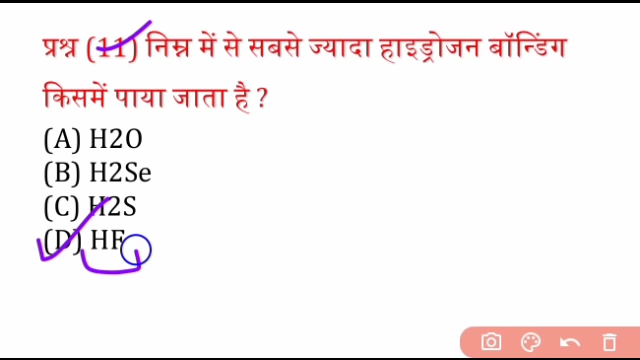 प्रश्न (11) निम्न में से सबसे ज्यादा हाइड्रोजन बॉन्डिंग
किसमें पाया जाता है ?
(A) H2O
(B) H2Se
(C) H2S
(D) HF